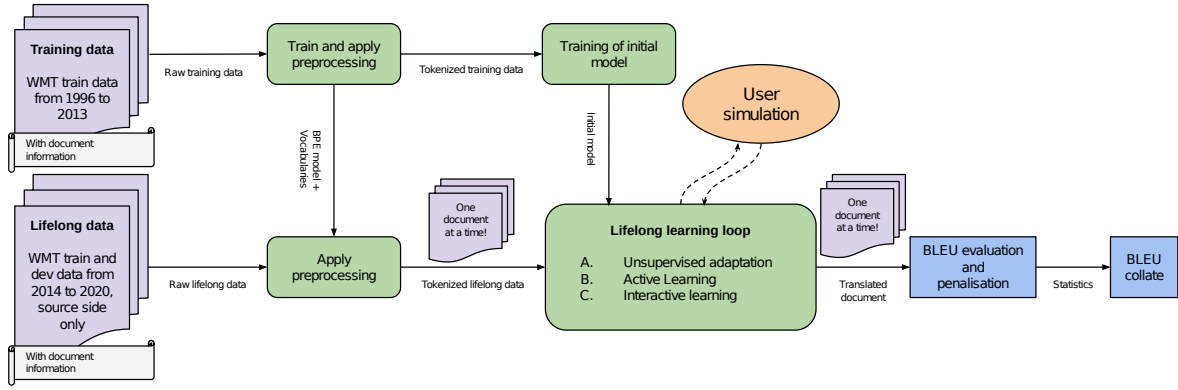 Training data
WMT train data
from 1996 to
2013
With document
information
Raw training data
Train and apply
preprocessing
Tokenized training data
Training of initial
model
User
simulation
BPE model +
Vocabularies
Initial model
Lifelong data
WMT train and
dev data from
2014 to 2020,
source side
only
With document
information
Raw lifelong data
Apply
preprocessing
One
document
at a time!
Tokenized lifelong data
Lifelong learning loop
A. Unsupervised adaptation
B. Active Learning
C. Interactive learning
One
document
at a time!
Translated
document
BLEU evaluation
and
penalisation
Statistics
BLEU
collate